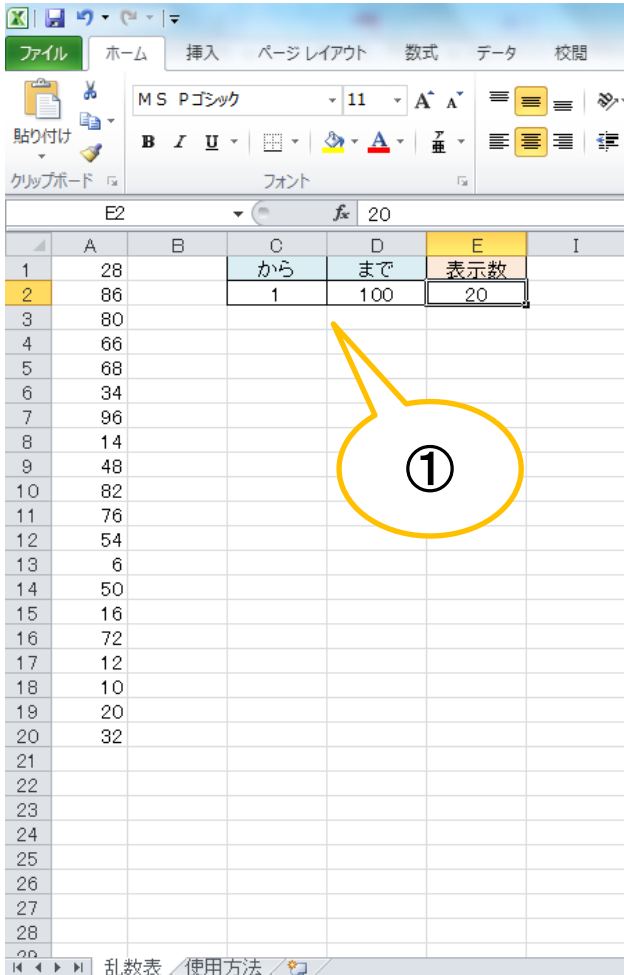 ファイル ホーム 挿入 ページ レイアウト 数式 データ 校閲
ＭＳ Ｐゴシック 11 A A
貼り付け B I U A 亜
クリップボード フォント
E2 fx 20
A B C D E I
1 28 から まで 表示数
2 86 1 100 20
3 80
4 66
5 68
6 34
7 96
8 14
9 48 ①
10 82
11 76
12 54
13 6
14 50
15 16
16 72
17 12
18 10
19 20
20 32
21
22
23
24
25
26
27
28
29
乱数表 使用方法